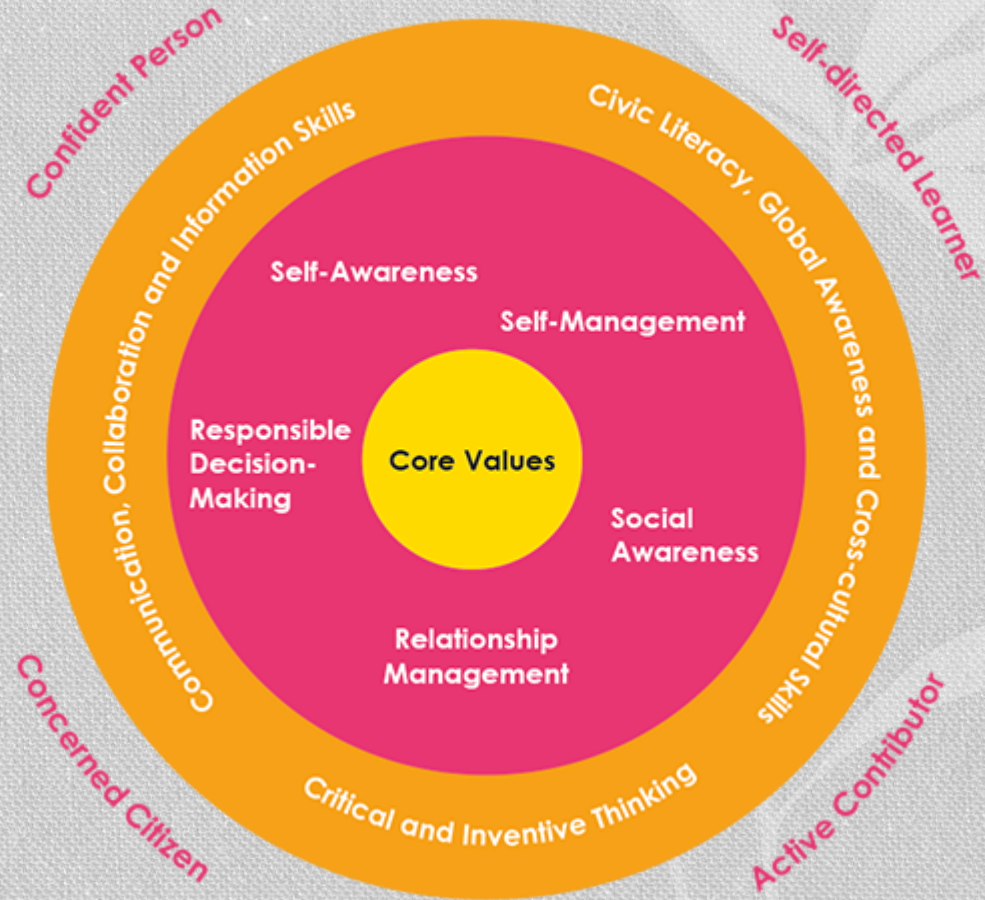 Confident Person
Self-directed Learner
Communication, Collaboration and Information Skills
Civic Literacy, Global Awareness and Cross-cultural Skills
Self-Awareness
Self-Management
Responsible
Decision-
Making
Core Values
Social
Awareness
Relationship
Management
Critical and Inventive Thinking
Concerned Citizen
Active Contributor